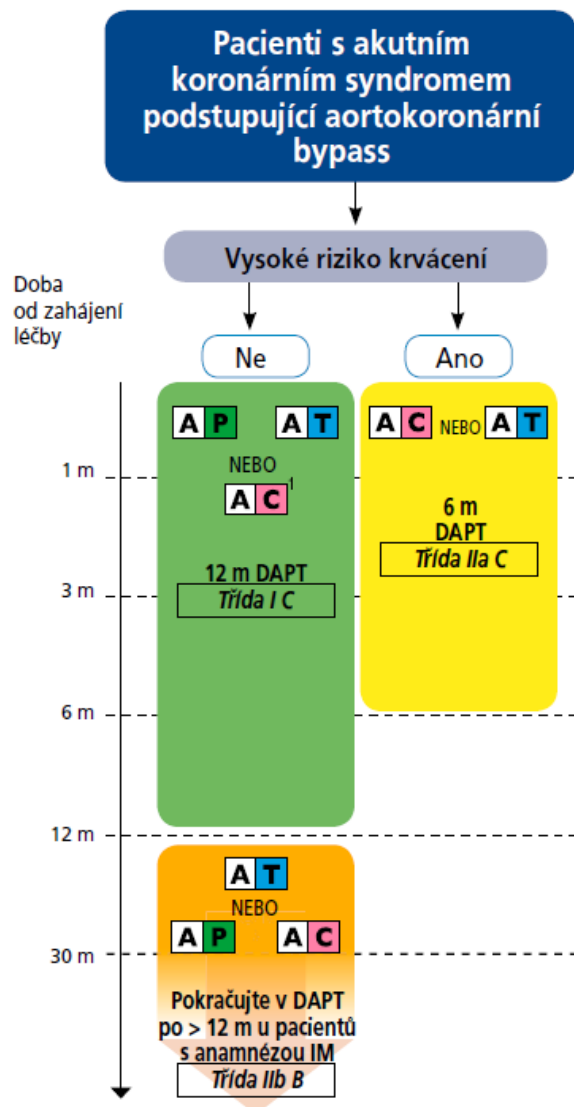 Pacienti s akutním
koronárním syndromem
podstupující aortokoronární
bypass
Vysoké riziko krvácení
Doba
od zahájení
léčby
Ne
Ano
A P A T
NEBO
A C 1
12 m DAPT
Třída I C
A C NEBO A T
6 m
DAPT
Třída IIa C
1 m
3 m
6 m
12 m
30 m
A T
NEBO
A P A C
Pokračujte v DAPT
po > 12 m u pacientů
s anamnézou IM
Třída IIb B